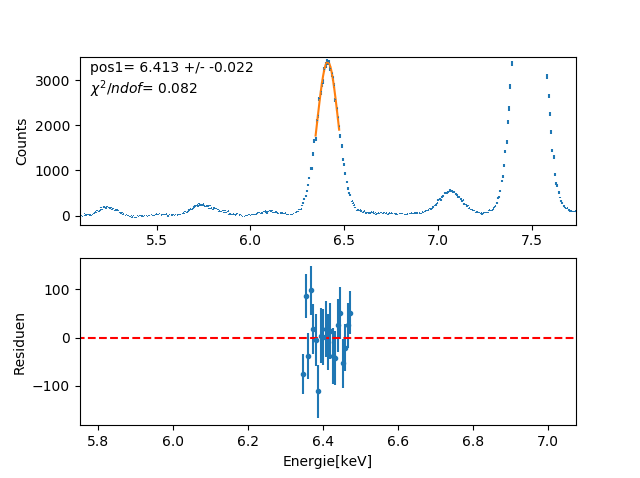 pos1= 6.413 +/- -0.022
χ²/ndof= 0.082
Counts
3000
2000
1000
0
5.5 6.0 6.5 7.0 7.5
Residuen
100
0
−100
5.8 6.0 6.2 6.4 6.6 6.8 7.0
Energie[keV]